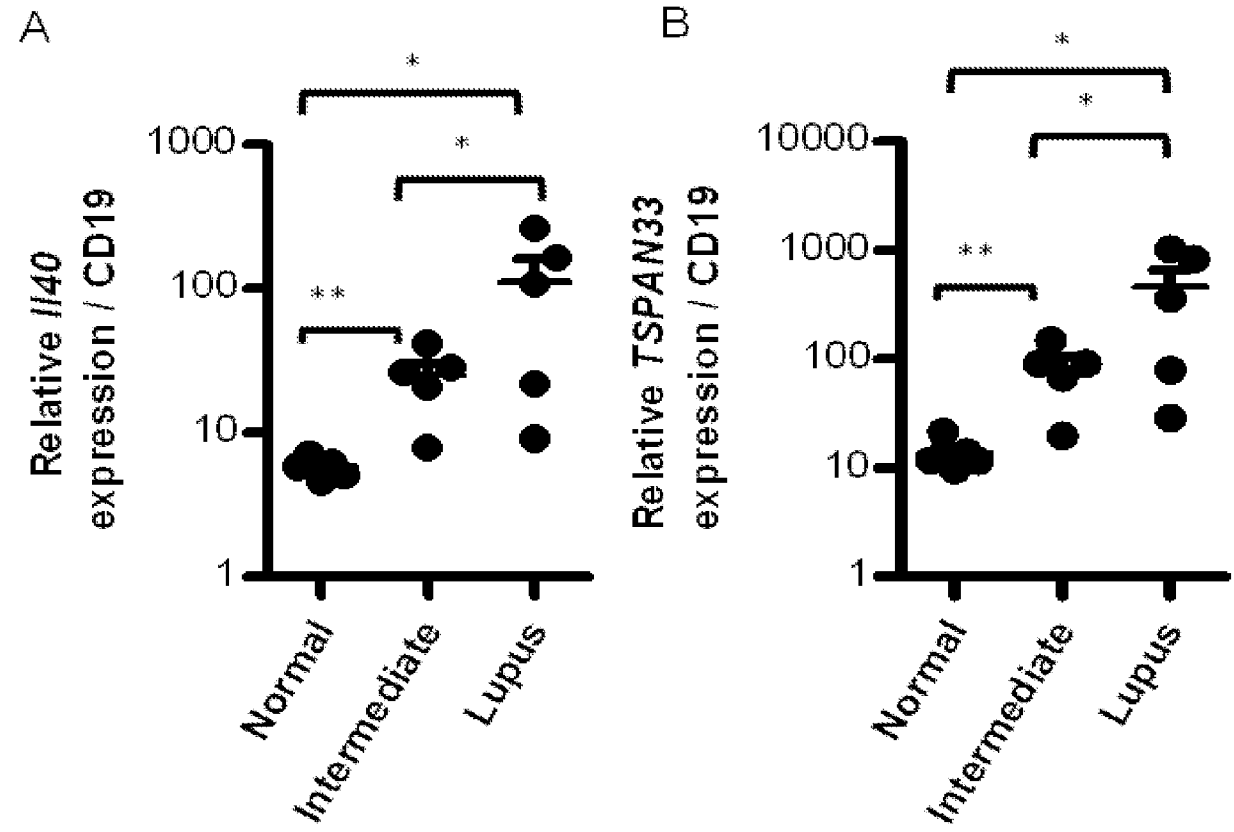 A
*
*
**
1000
100
10
1
Relative Il40
expression / CD19
Normal
Intermediate
Lupus
B
*
*
**
10000
1000
100
10
1
Relative TSPAN33
expression / CD19
Normal
Intermediate
Lupus